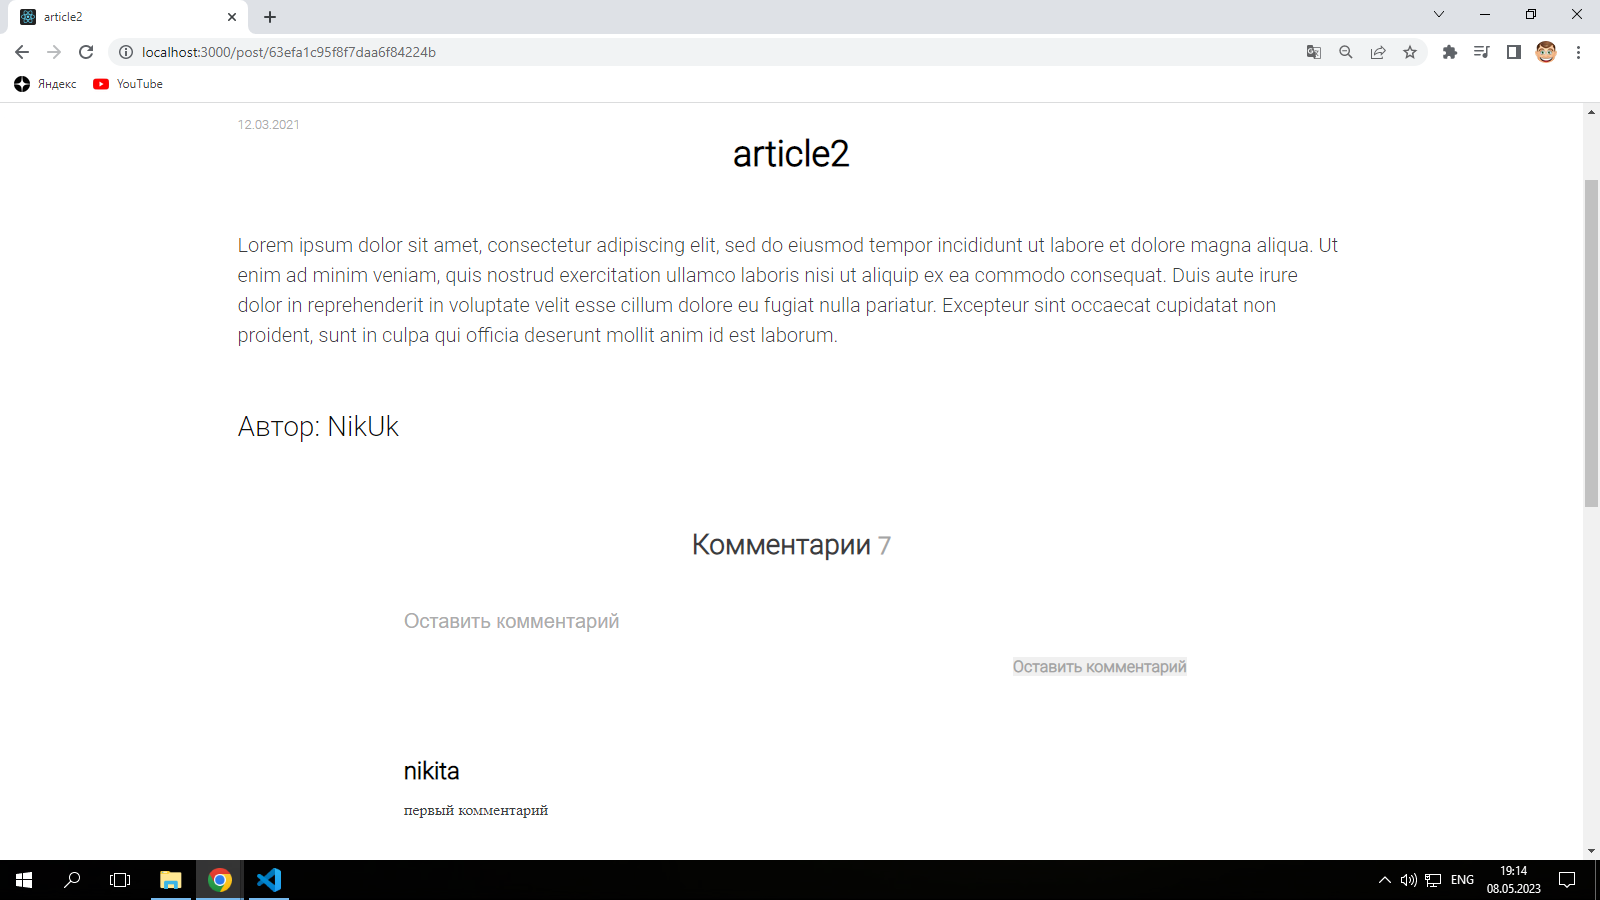 article2
localhost:3000/post/63efa1c95f8f7daa6f84224b
Яндекс
YouTube
12.03.2021
article2
Lorem ipsum dolor sit amet, consectetur adipiscing elit, sed do eiusmod tempor incididunt ut labore et dolore magna aliqua. Ut
enim ad minim veniam, quis nostrud exercitation ullamco laboris nisi ut aliquip ex ea commodo consequat. Duis aute irure
dolor in reprehenderit in voluptate velit esse cillum dolore eu fugiat nulla pariatur. Excepteur sint occaecat cupidatat non
proident, sunt in culpa qui officia deserunt mollit anim id est laborum.
Автор: NikUk
Комментарии 7
Оставить комментарий
Оставить комментарий
nikita
первый комментарий
ENG
19:14
08.05.2023